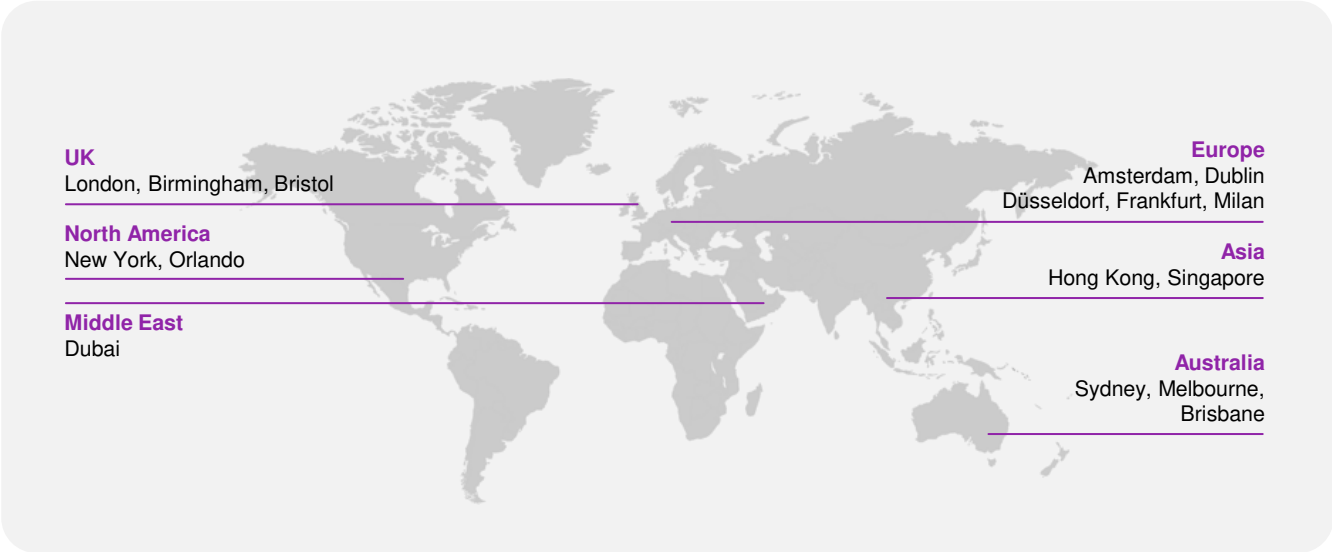 UK
London, Birmingham, Bristol
North America
New York, Orlando
Middle East
Dubai
Europe
Amsterdam, Dublin
Düsseldorf, Frankfurt, Milan
Asia
Hong Kong, Singapore
Australia
Sydney, Melbourne,
Brisbane